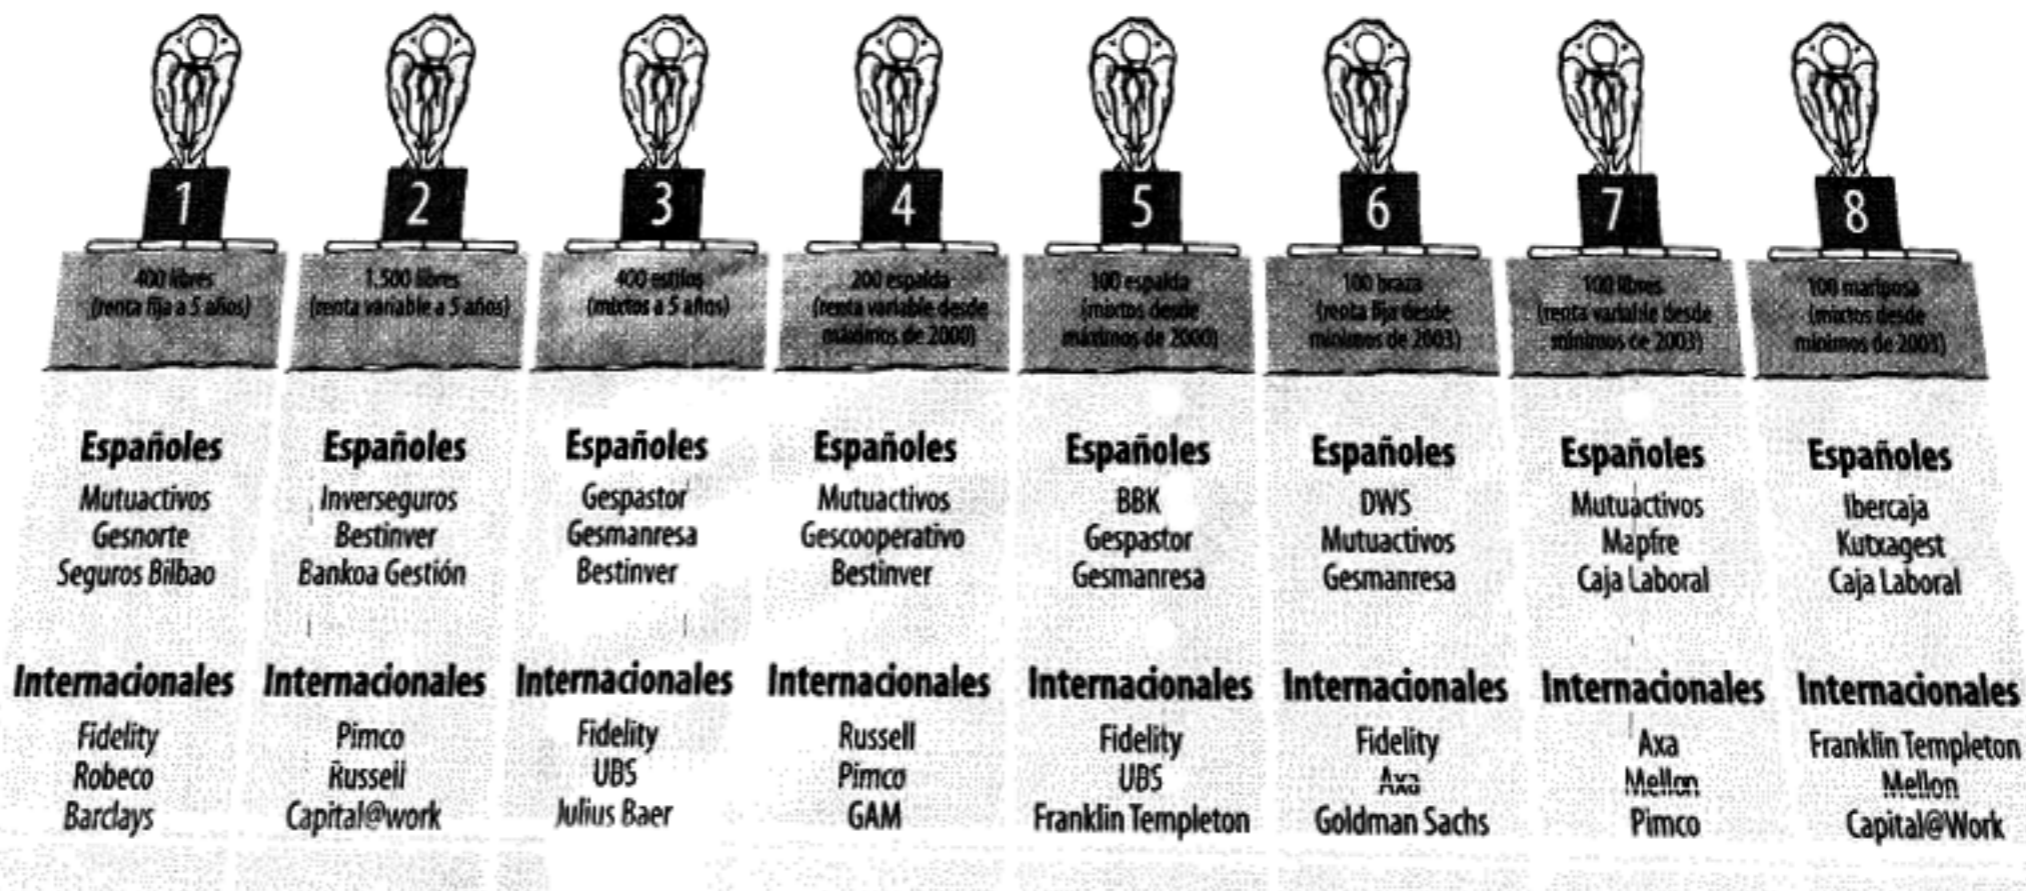 1
400 libres
(renta fija a 5 años)
Españoles
Mutuactivos
Gesnorte
Seguros Bilbao
Internacionales
Fidelity
Robeco
Barclays
2
1.500 libres
(renta variable a 5 años)
Españoles
Inverseguros
Bestinver
Bankoa Gestión
Internacionales
Pimco
Russell
Capital@work
3
400 estilos
(mixtos a 5 años)
Españoles
Gespastor
Gesmanresa
Bestinver
Internacionales
Fidelity
UBS
Julius Baer
4
200 espalda
(renta variable desde
máximos de 2000)
Españoles
Mutuactivos
Gescooperativo
Bestinver
Internacionales
Russell
Pimco
GAM
5
100 espalda
(mixtos desde
máximos de 2000)
Españoles
BBK
Gespastor
Gesmanresa
Internacionales
Fidelity
UBS
Franklin Templeton
6
100 braza
(renta fija desde
mínimos de 2003)
Españoles
DWS
Mutuactivos
Gesmanresa
Internacionales
Fidelity
Axa
Goldman Sachs
7
100 libres
(renta variable desde
mínimos de 2003)
Españoles
Mutuactivos
Mapfre
Caja Laboral
Internacionales
Axa
Mellon
Pimco
8
100 mariposa
(mixtos desde
mínimos de 2003)
Españoles
Ibercaja
Kutxagest
Caja Laboral
Internacionales
Franklin Templeton
Mellon
Capital@Work